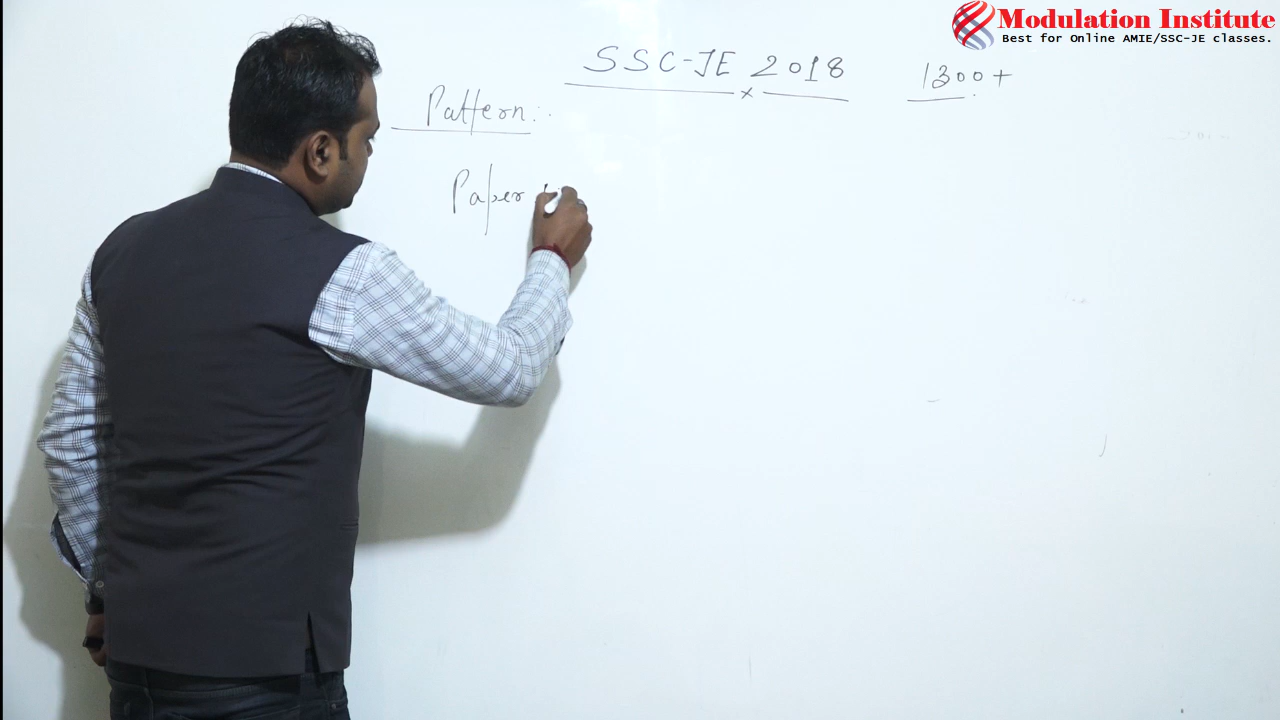 Modulation Institute
Best for Online AMIE/SSC-JE classes.
SSC-JE 2018 1300+
Pattern:
Paper